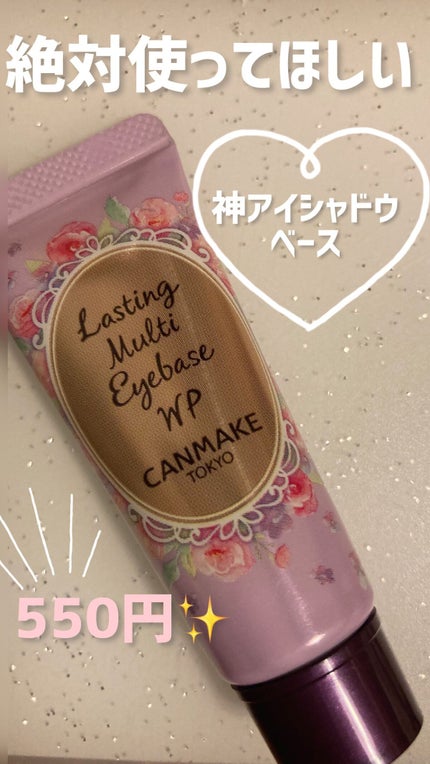 絶対使ってほしい
神アイシャドウ
ベース
Lasting
Multi
Eyebase
WP
CANMAKE
TOKYO
550円✨